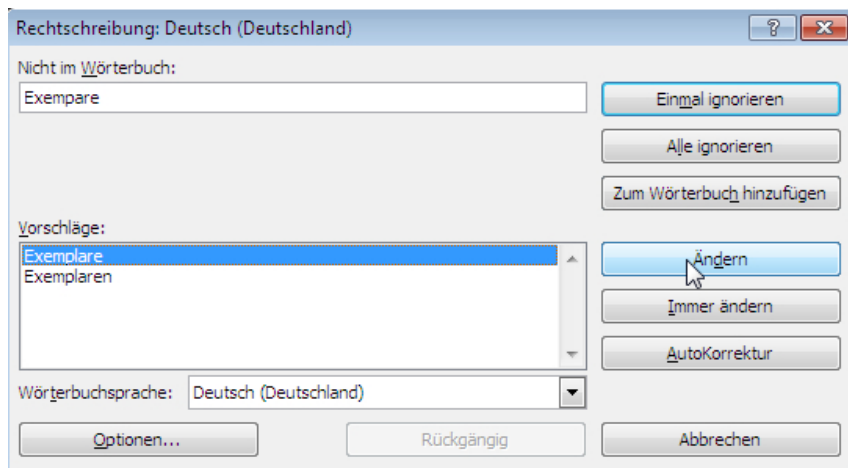 Rechtschreibung: Deutsch (Deutschland)
Nicht im Wörterbuch:
Exempare
Einmal ignorieren
Alle ignorieren
Zum Wörterbuch hinzufügen
Vorschläge:
Exemplare
Exemplaren
Ändern
Immer ändern
AutoKorrektur
Wörterbuchsprache: Deutsch (Deutschland)
Optionen... Rückgängig Abbrechen